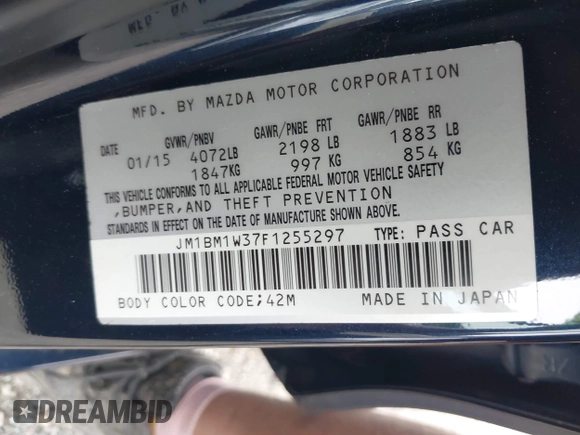 MFD. BY MAZDA MOTOR CORPORATION
DATE GVWR/PNBV GAWR/PNBE FRT GAWR/PNBE RR
01/15 4072LB 2198 LB 1883 LB
1847KG 997 KG 854 KG
THIS VEHICLE CONFORMS TO ALL APPLICABLE FEDERAL MOTOR VEHICLE SAFETY
,BUMPER,AND THEFT PREVENTION
STANDARDS IN EFFECT ON THE DATE OF MANUFACTURE SHOWN ABOVE.
JM1BM1W37F1255297 TYPE: PASS CAR
BODY COLOR CODE;42M MADE IN JAPAN
DREAMBID